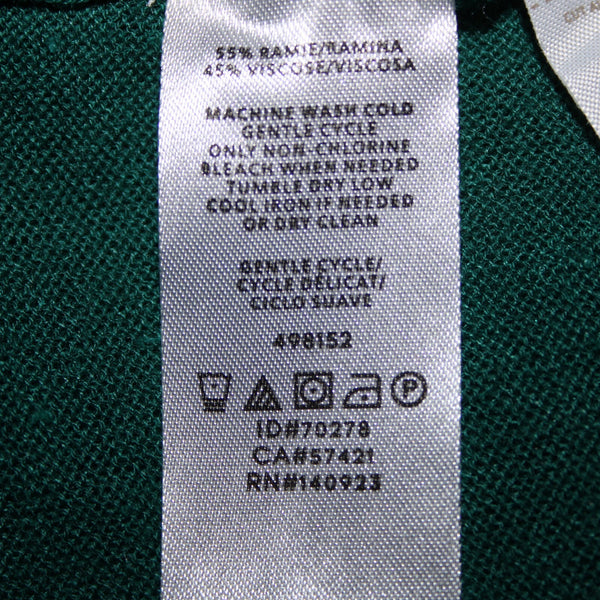 55% RAMIE/RAMINA
45% VISCOSE/VISCOSA
MACHINE WASH COLD
GENTLE CYCLE
ONLY NON-CHLORINE
BLEACH WHEN NEEDED
TUMBLE DRY LOW
COOL IRON IF NEEDED
OR DRY CLEAN
GENTLE CYCLE/
CYCLE DÉLICAT/
CICLO SUAVE
498152
P
ID#70278
CA#57421
RN#140923